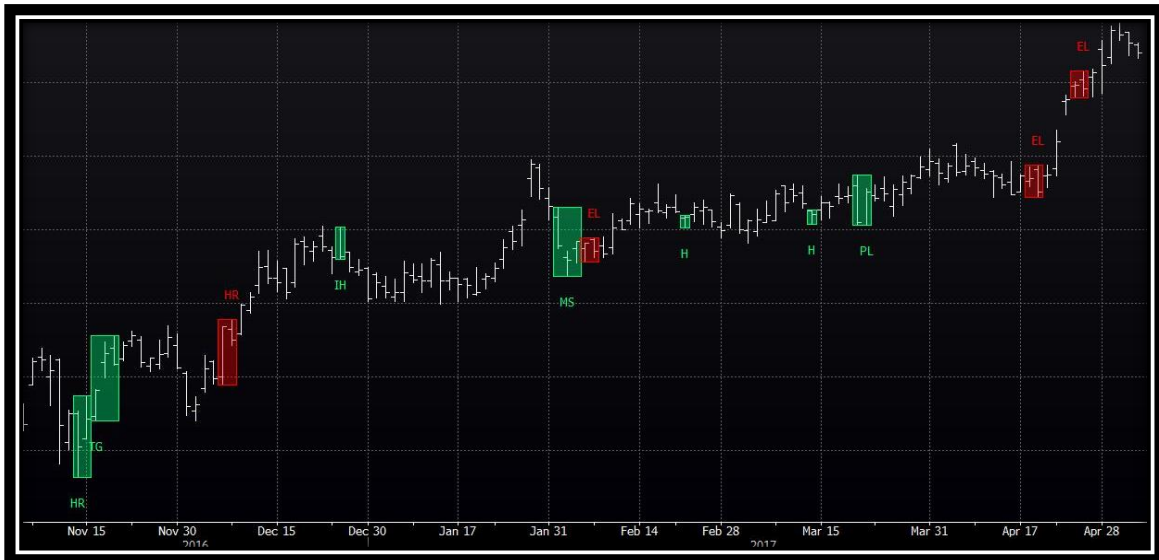 EL
EL
EL
HR
IH
H
H
PL
MS
TG
HR
Nov 15 Nov 30 Dec 15 Dec 30 Jan 17 Jan 31 Feb 14 Feb 28 Mar 15 Mar 31 Apr 17 Apr 28
2016 2017